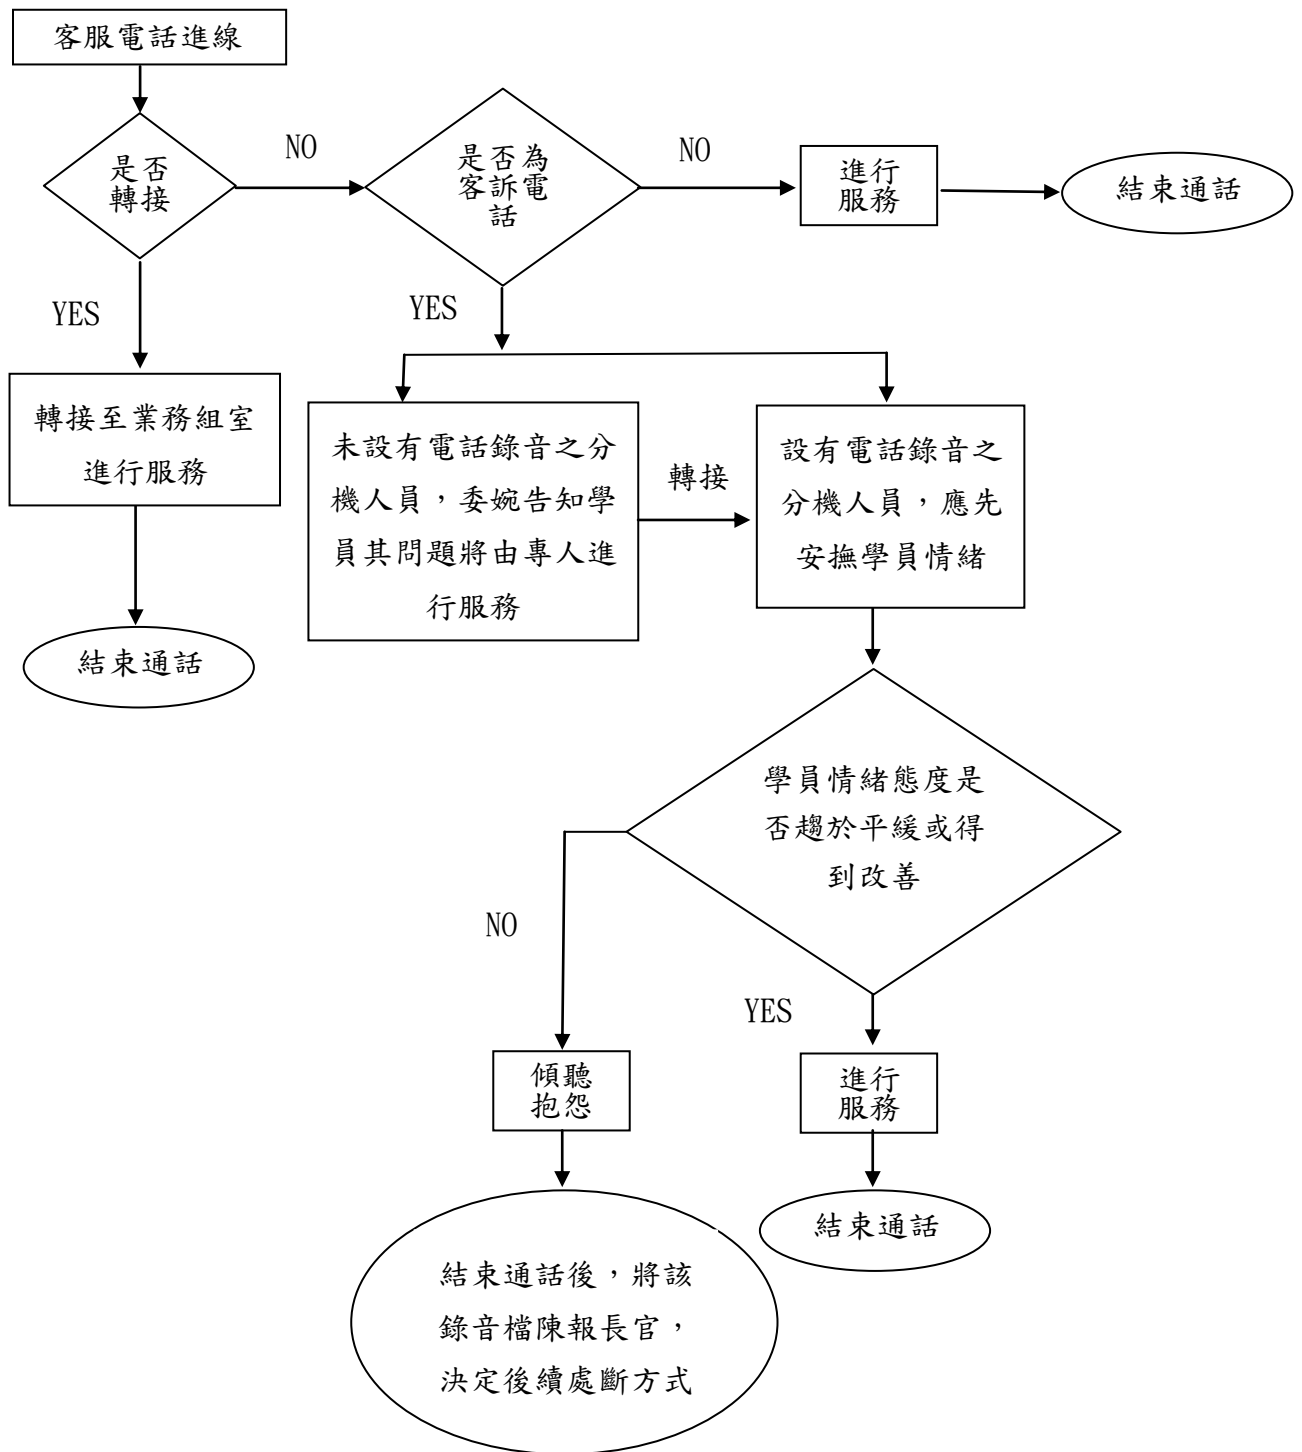 客服電話進線
是否
轉接
NO
是否為
客訴電
話
NO
進行
服務
結束通話
YES
YES
轉接至業務組室
進行服務
結束通話
未設有電話錄音之分
機人員，委婉告知學
員其問題將由專人進
行服務
轉接
設有電話錄音之
分機人員，應先
安撫學員情緒
學員情緒態度是
否趨於平緩或得
到改善
NO
YES
傾聽
抱怨
進行
服務
結束通話
結束通話後，將該
錄音檔陳報長官，
決定後續處斷方式